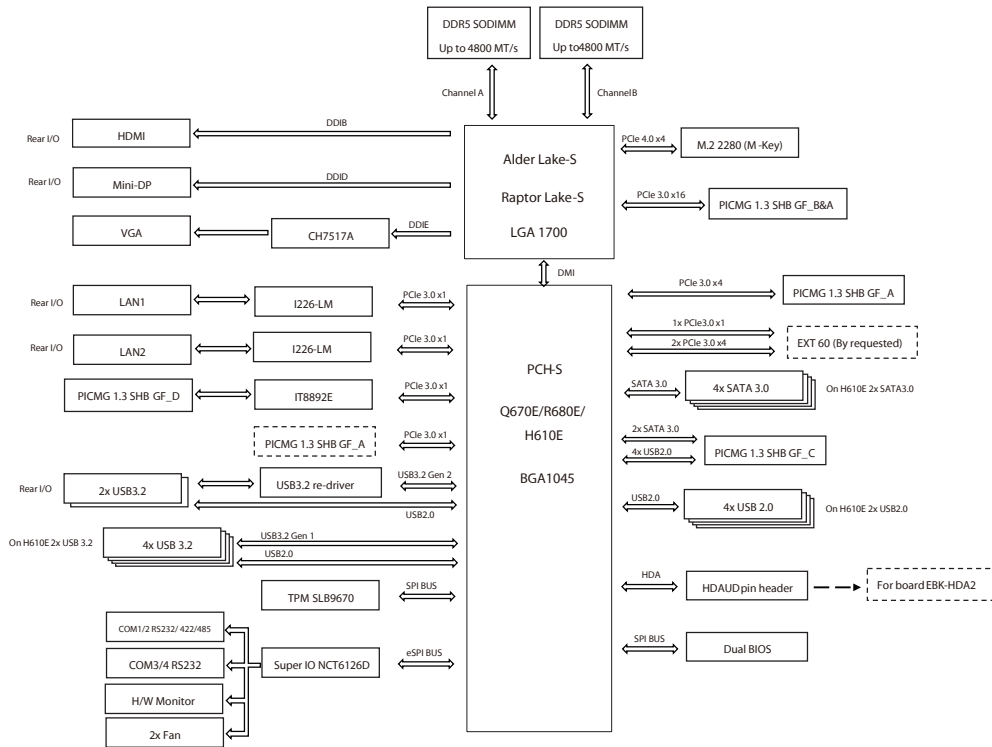 DDR5 SODIMM
Up to 4800 MT/s
DDR5 SODIMM
Up to4800 MT/s
Channel A
Channel B
Rear I/O
HDMI
DDIB
Rear I/O
Mini-DP
DDID
VGA
CH7517A
DDIE
Alder Lake-S
Raptor Lake-S
LGA 1700
PCIe 4.0 x4
M.2 2280 (M-Key)
PCIe 3.0 x16
PICMG 1.3 SHB GF_B&A
DMI
Rear I/O
LAN1
I226-LM
PCIe 3.0 x1
Rear I/O
LAN2
I226-LM
PCIe 3.0 x1
PICMG 1.3 SHB GF_D
IT8892E
PCIe 3.0 x1
PICMG 1.3 SHB GF_A
PCIe 3.0 x1
Rear I/O
2x USB3.2
USB3.2 re-driver
USB3.2 Gen 2
USB2.0
On H610E 2x USB 3.2
4x USB 3.2
USB3.2 Gen 1
USB2.0
TPM SLB9670
SPI BUS
COM1/2 RS232/ 422/485
COM3/4 RS232
H/W Monitor
2x Fan
Super IO NCT6126D
eSPI BUS
PCH-S
Q670E/R680E/
H610E
BGA1045
PCIe 3.0 x4
PICMG 1.3 SHB GF_A
1x PCIe3.0 x1
2x PCIe 3.0 x4
EXT 60 (By requested)
SATA 3.0
4x SATA 3.0
On H610E 2x SATA3.0
2x SATA 3.0
4x USB2.0
PICMG 1.3 SHB GF_C
USB2.0
4x USB 2.0
On H610E 2x USB2.0
HDA
HDAUD pin header
For board EBK-HDA2
SPI BUS
Dual BIOS